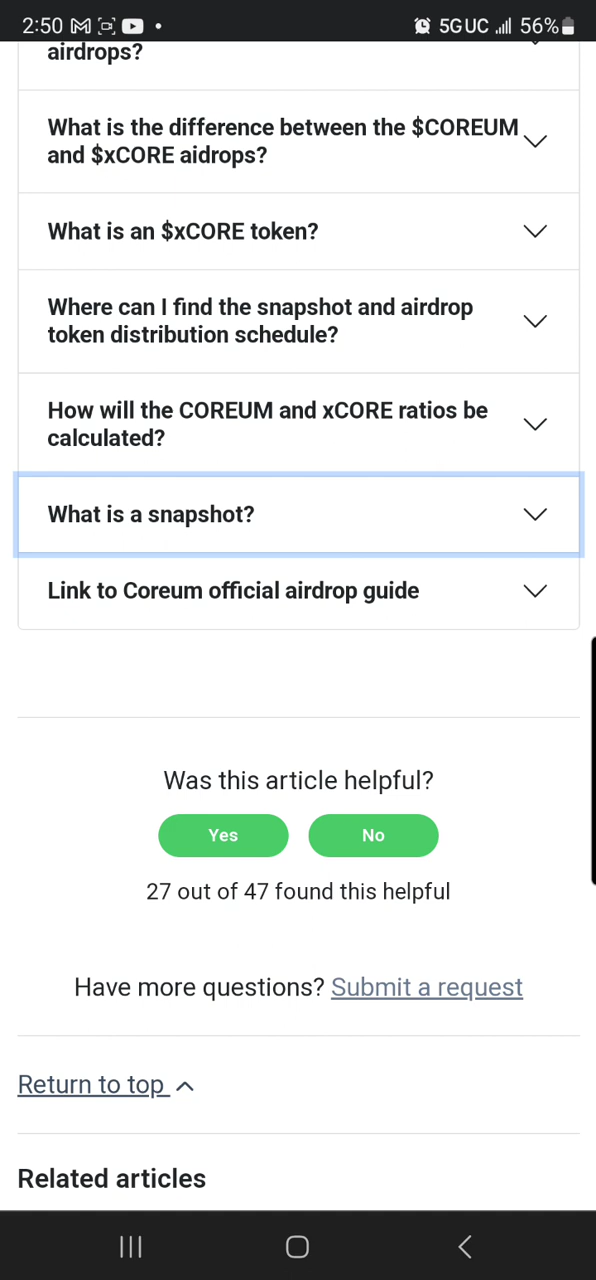 2:50
5G UC 56%
airdrops?
What is the difference between the $COREUM
and $xCORE aidrops?
What is an $xCORE token?
Where can I find the snapshot and airdrop
token distribution schedule?
How will the COREUM and xCORE ratios be
calculated?
What is a snapshot?
Link to Coreum official airdrop guide
Was this article helpful?
Yes No
27 out of 47 found this helpful
Have more questions? Submit a request
Return to top
Related articles